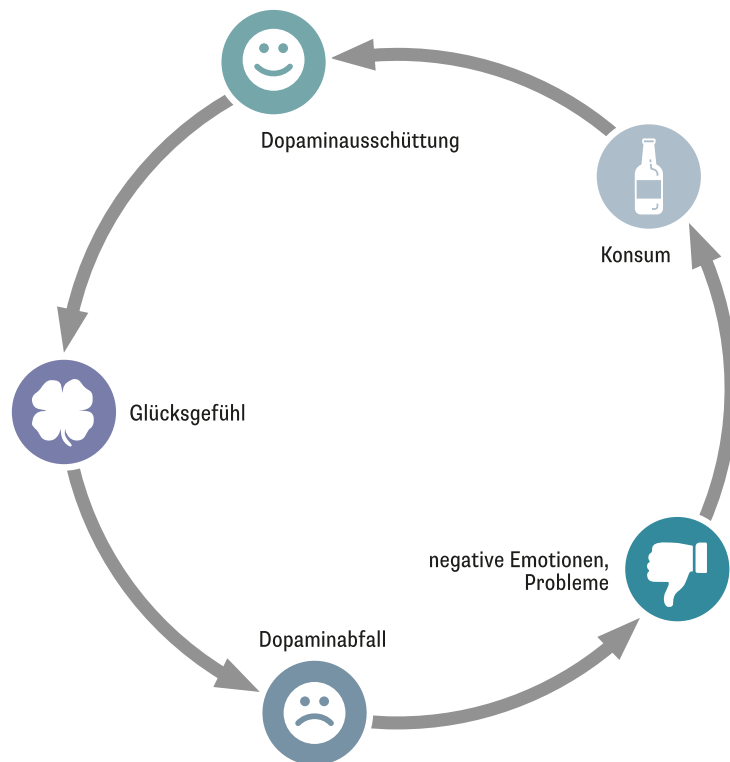 Dopaminausschüttung
Konsum
Glücksgefühl
negative Emotionen,
Probleme
Dopaminabfall